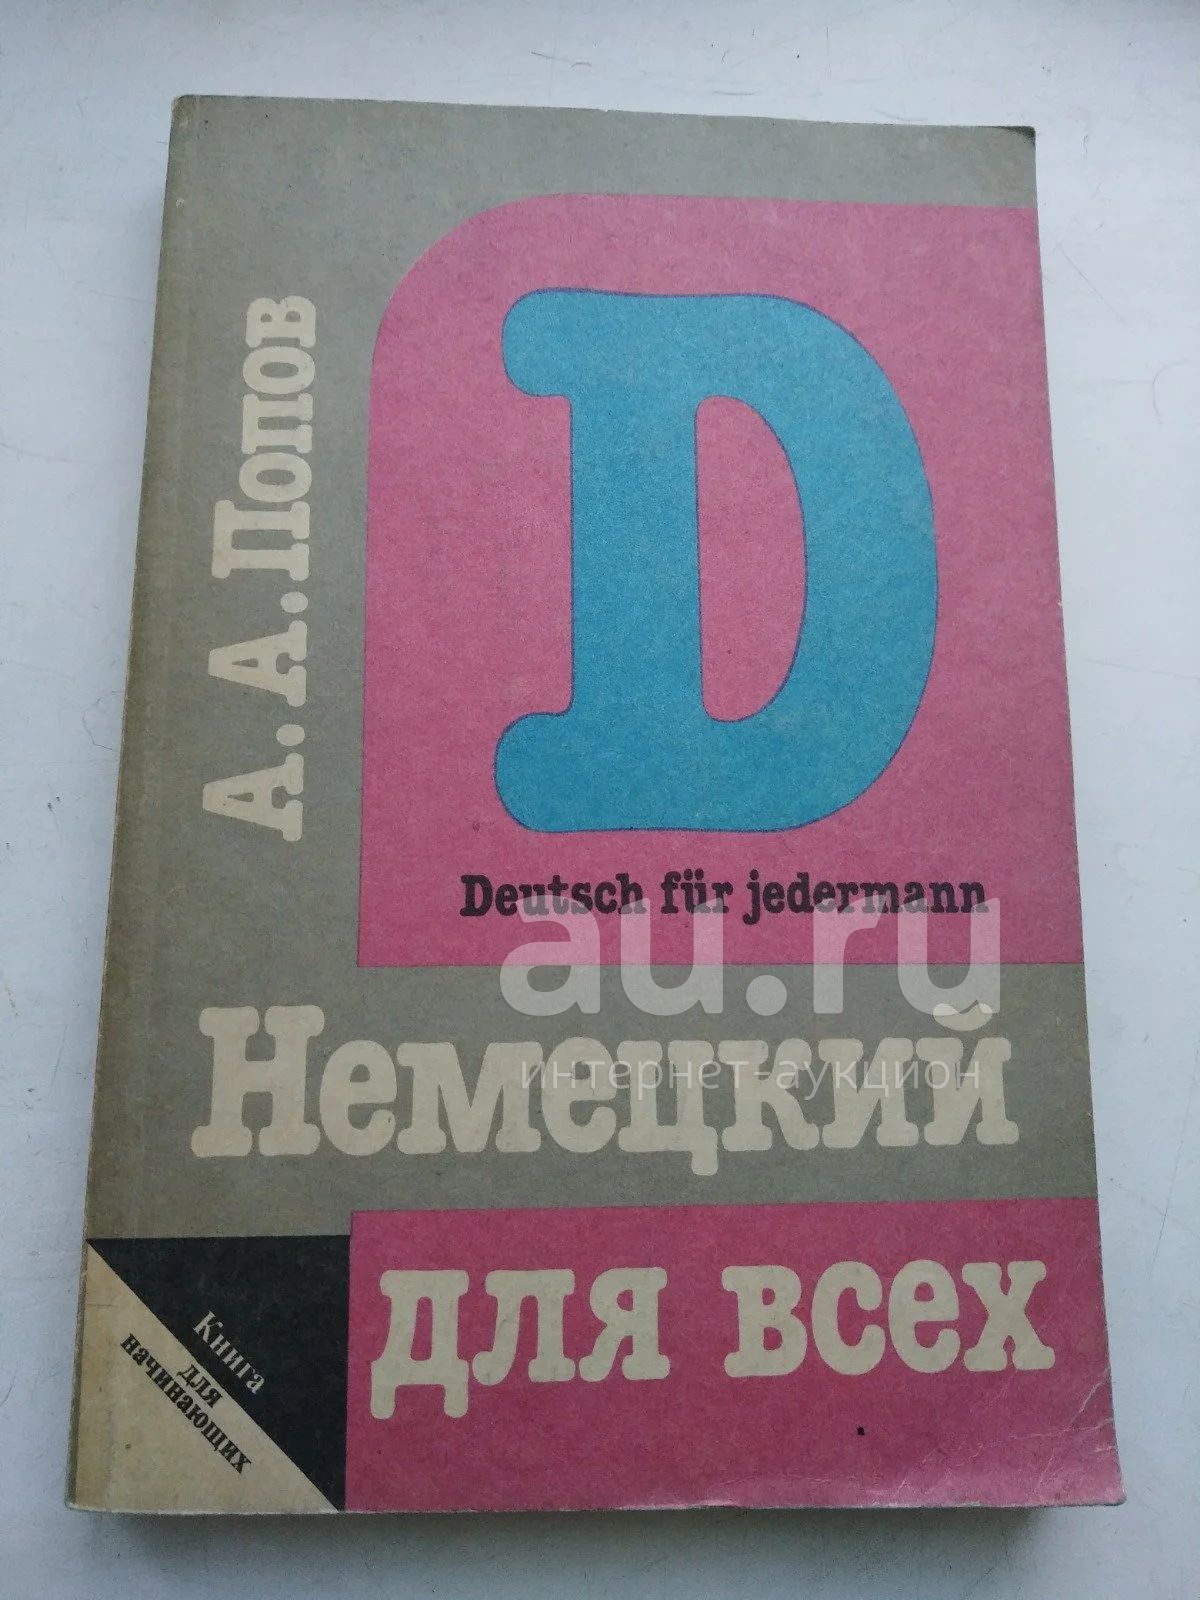 А. А. Попов
D
Deutsch für jedermann
au.ru
интернет-аукцион
Немецкий
для всех
Книга
для
начинающих